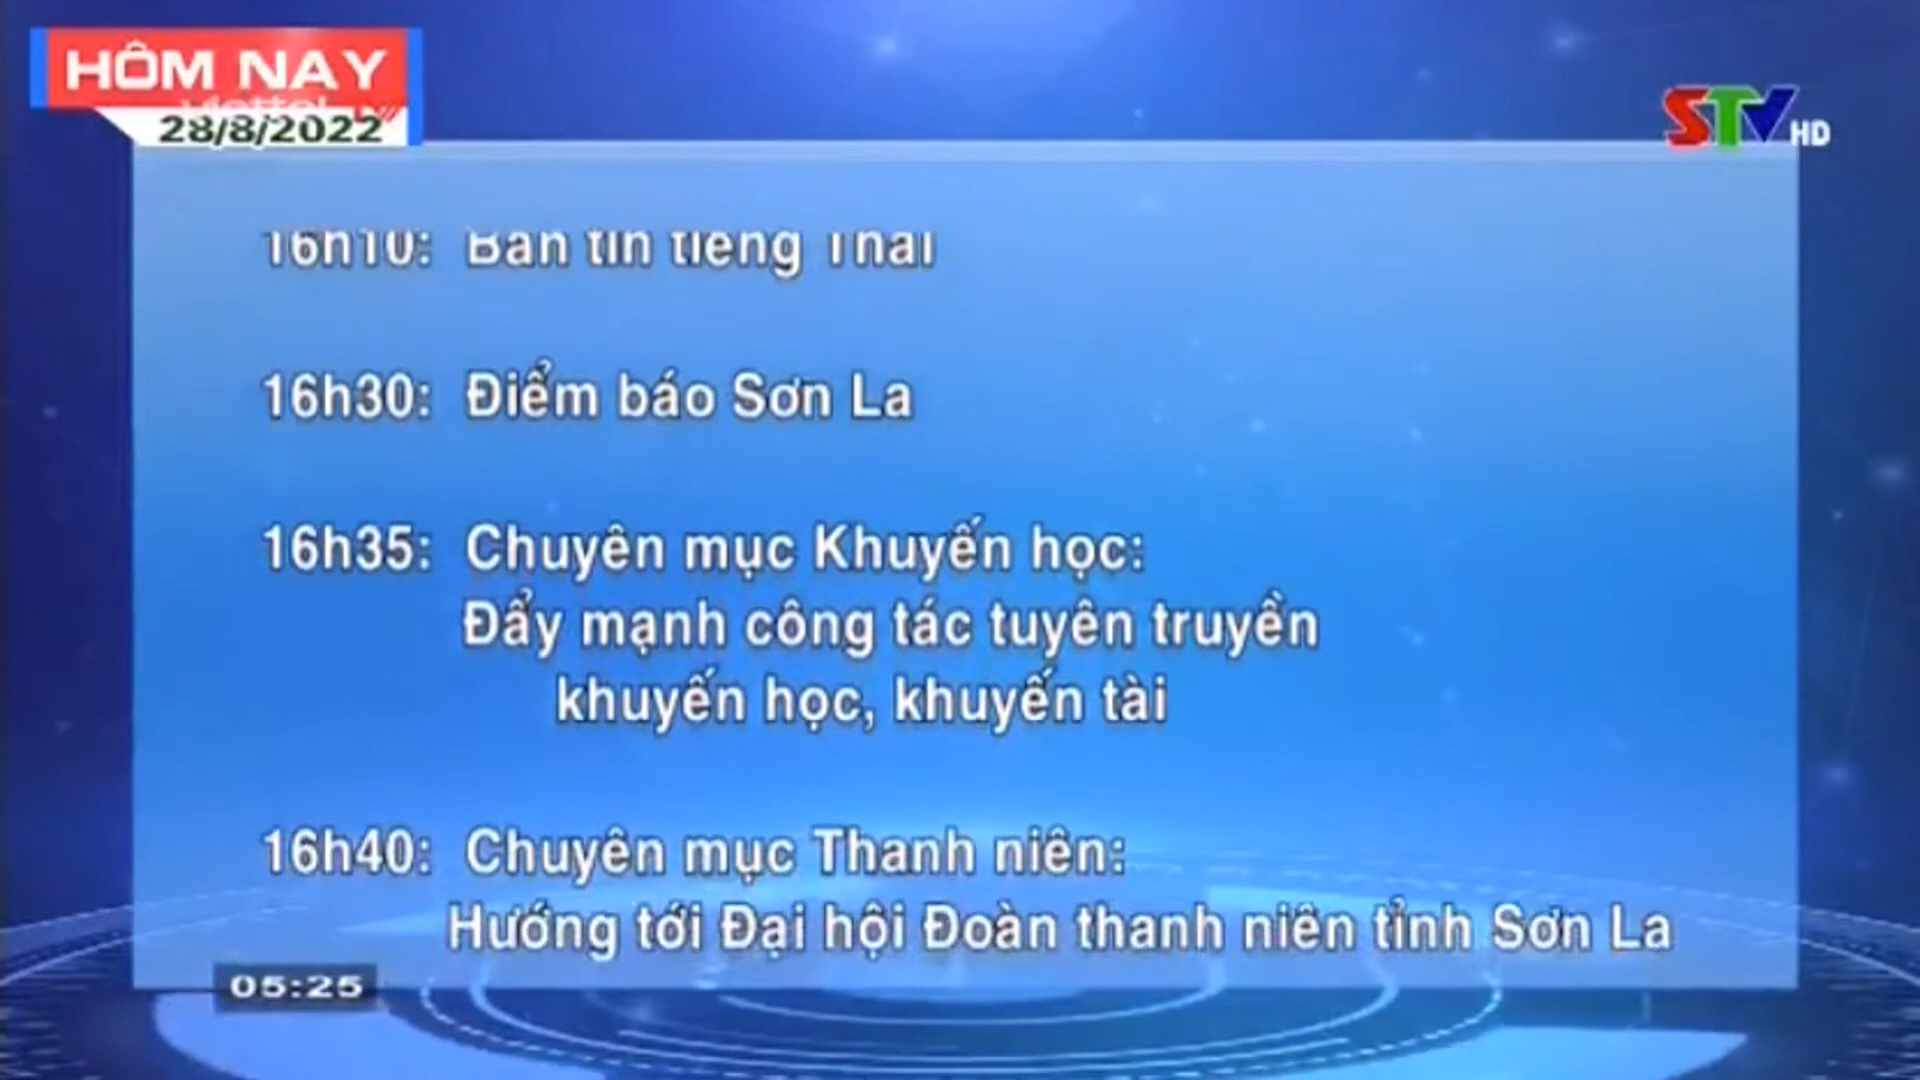 HÔM NAY
viettel
28/8/2022
STV HD
16h10: Bản tin tiếng Thái
16h30: Điểm báo Sơn La
16h35: Chuyên mục Khuyến học:
Đẩy mạnh công tác tuyên truyền
khuyến học, khuyến tài
16h40: Chuyên mục Thanh niên:
Hướng tới Đại hội Đoàn thanh niên tỉnh Sơn La
05:25